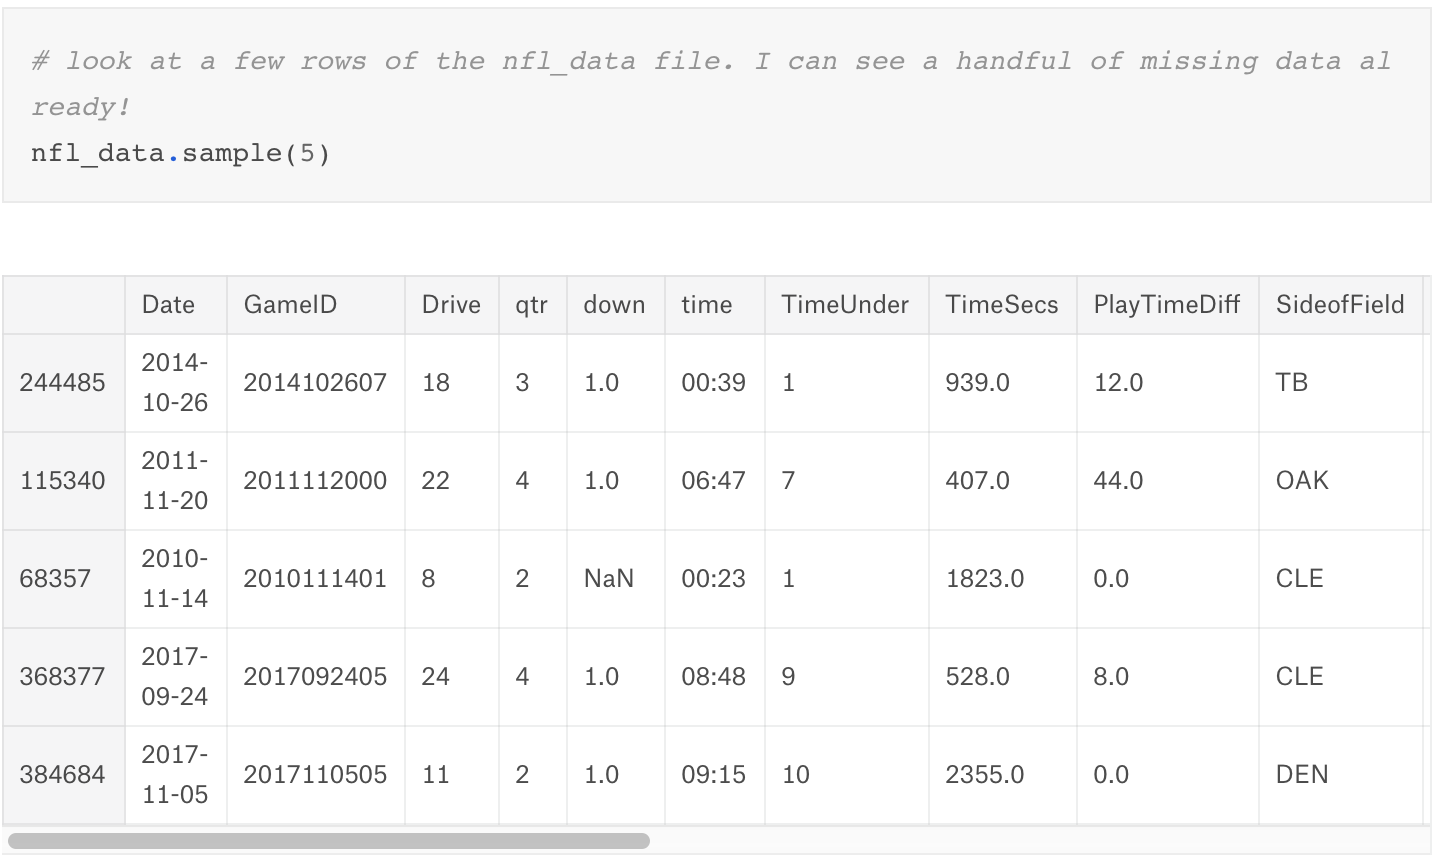 # look at a few rows of the nfl_data file. I can see a handful of missing data al
ready!
nfl_data.sample(5)
Date GameID Drive qtr down time TimeUnder TimeSecs PlayTimeDiff SideofField
2014-
244485 2014102607 18 3 1.0 00:39 1 939.0 12.0 TB
10-26
2011-
115340 2011112000 22 4 1.0 06:47 7 407.0 44.0 OAK
11-20
2010-
68357 2010111401 8 2 NaN 00:23 1 1823.0 0.0 CLE
11-14
2017-
368377 2017092405 24 4 1.0 08:48 9 528.0 8.0 CLE
09-24
2017-
384684 2017110505 11 2 1.0 09:15 10 2355.0 0.0 DEN
11-05